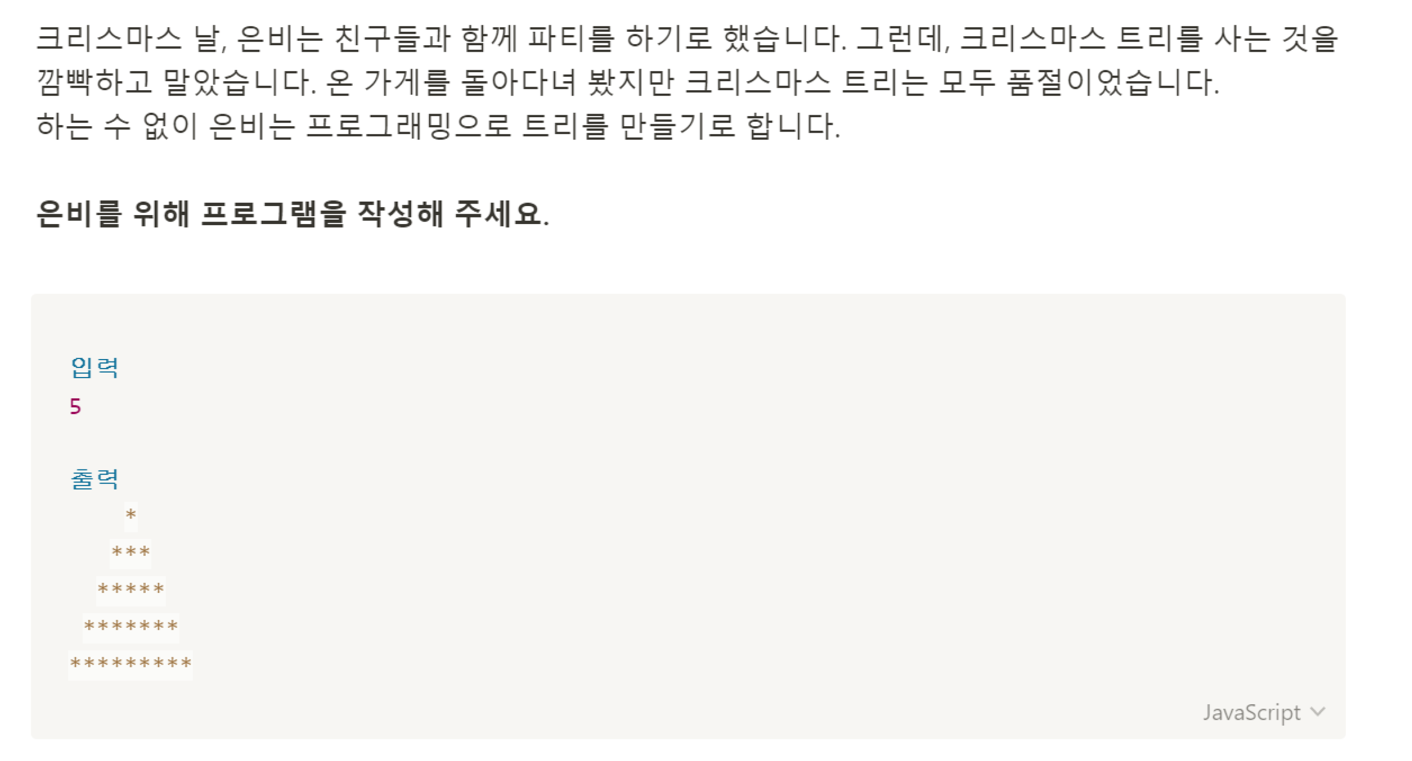 크리스마스 날, 은비는 친구들과 함께 파티를 하기로 했습니다. 그런데, 크리스마스 트리를 사는 것을
깜빡하고 말았습니다. 온 가게를 돌아다녀 봤지만 크리스마스 트리는 모두 품절이었습니다.
하는 수 없이 은비는 프로그래밍으로 트리를 만들기로 합니다.
은비를 위해 프로그램을 작성해 주세요.
입력
5
출력
    *
   ***
  *****
 *******
*********
JavaScript